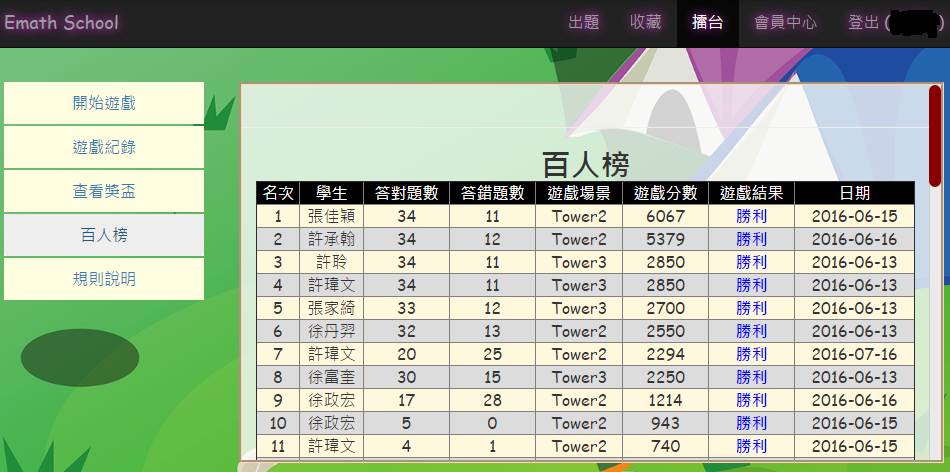 Emath School 出題 收藏 擂台 會員中心 登出 ( )
開始遊戲
遊戲紀錄
查看獎盃
百人榜
規則說明
百人榜
名次 學生 答對題數 答錯題數 遊戲場景 遊戲分數 遊戲結果 日期
1 張佳穎 34 11 Tower2 6067 勝利 2016-06-15
2 許承翰 34 12 Tower2 5379 勝利 2016-06-16
3 許聆 34 11 Tower3 2850 勝利 2016-06-13
4 許瑋文 34 11 Tower3 2850 勝利 2016-06-13
5 張家綺 33 12 Tower3 2700 勝利 2016-06-13
6 徐丹羿 32 13 Tower2 2550 勝利 2016-06-13
7 許瑋文 20 25 Tower2 2294 勝利 2016-07-16
8 徐富奎 30 15 Tower3 2250 勝利 2016-06-13
9 徐政宏 17 28 Tower2 1214 勝利 2016-06-16
10 徐政宏 5 0 Tower2 943 勝利 2016-06-15
11 許瑋文 4 1 Tower2 740 勝利 2016-06-15